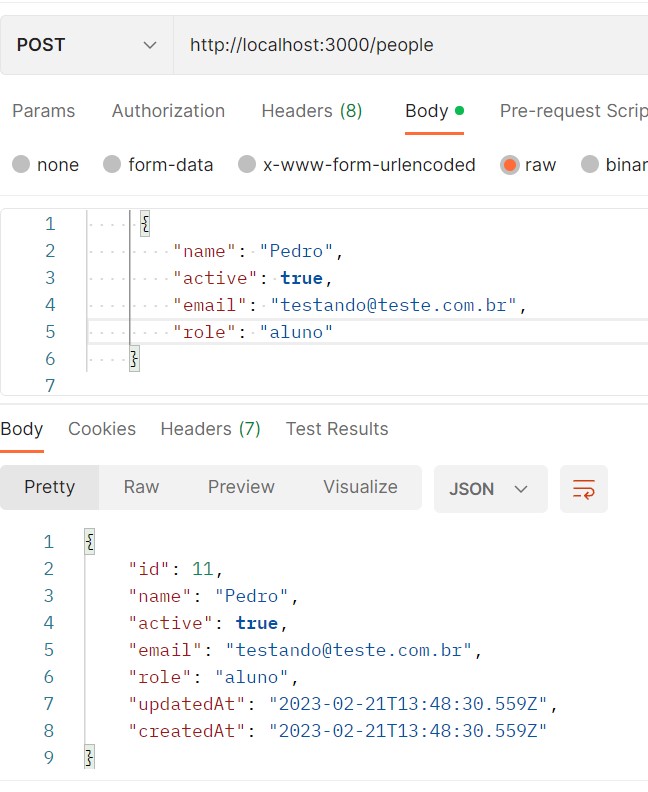 POST http://localhost:3000/people
Params Authorization Headers (8) Body Pre-request Scrip
none form-data x-www-form-urlencoded raw binar
1 {
2 "name": "Pedro",
3 "active": true,
4 "email": "testando@teste.com.br",
5 "role": "aluno"
6 }
7
Body Cookies Headers (7) Test Results
Pretty Raw Preview Visualize JSON
1 {
2 "id": 11,
3 "name": "Pedro",
4 "active": true,
5 "email": "testando@teste.com.br",
6 "role": "aluno",
7 "updatedAt": "2023-02-21T13:48:30.559Z",
8 "createdAt": "2023-02-21T13:48:30.559Z"
9 }